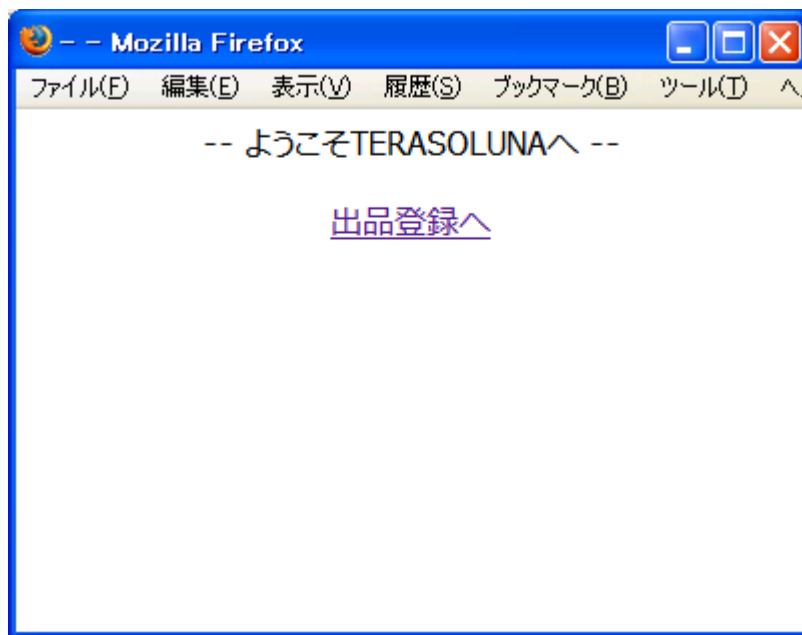 - - Mozilla Firefox
ファイル(F) 編集(E) 表示(V) 履歴(S) ブックマーク(B) ツール(T) ヘ
-- ようこそTERASOLUNAへ --
出品登録へ